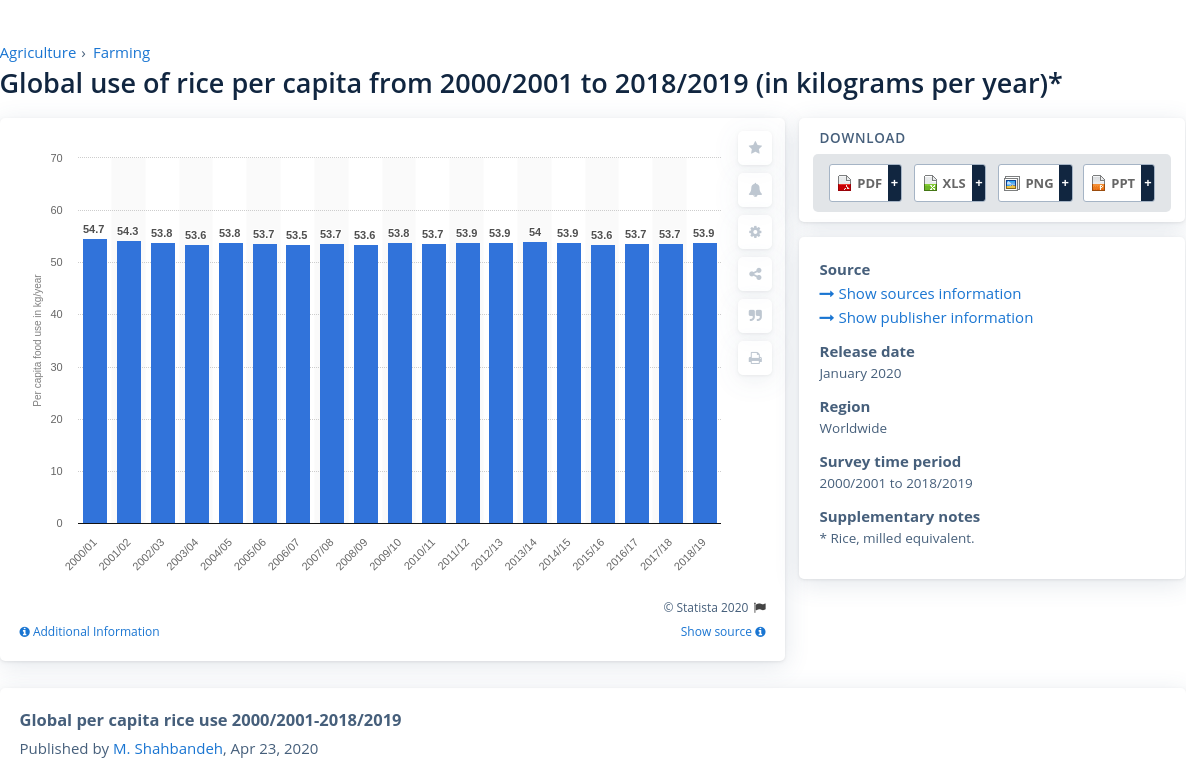 Agriculture › Farming
Global use of rice per capita from 2000/2001 to 2018/2019 (in kilograms per year)*
70
60
50
40
30
20
10
0
Per capita food use in kg/year
54.7 54.3 53.8 53.6 53.8 53.7 53.5 53.7 53.6 53.8 53.7 53.9 53.9 54 53.9 53.6 53.7 53.7 53.9
2000/01 2001/02 2002/03 2003/04 2004/05 2005/06 2006/07 2007/08 2008/09 2009/10 2010/11 2011/12 2012/13 2013/14 2014/15 2015/16 2016/17 2017/18 2018/19
© Statista 2020
Additional Information
Show source
DOWNLOAD
PDF + XLS + PNG + PPT +
Source
Show sources information
Show publisher information
Release date
January 2020
Region
Worldwide
Survey time period
2000/2001 to 2018/2019
Supplementary notes
* Rice, milled equivalent.
Global per capita rice use 2000/2001-2018/2019
Published by M. Shahbandeh, Apr 23, 2020